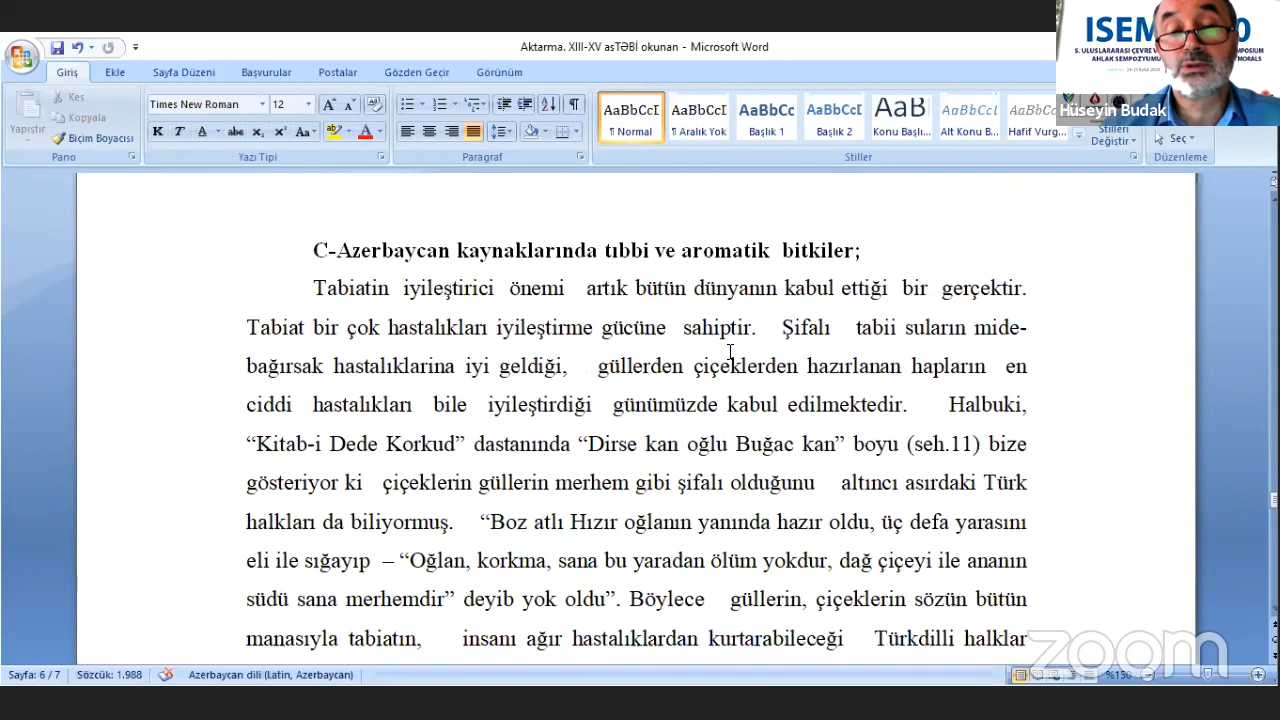 Aktarma. XIII-XV asTƏBİ okunan - Microsoft Word
Giriş Ekle Sayfa Düzeni Başvurular Postalar Gözden Geçir Görünüm
Yapıştır
Kes
Kopyala
Biçim Boyacısı
Pano
Times New Roman 12
Yazı Tipi
Paragraf
AaBbCcI AaBbCcI AaBbCc AaBbCc AaB AaBbCcI AaBbCcI
¶ Normal ¶ Aralık Yok Başlık 1 Başlık 2 Konu Başlı... Alt Konu B... Hafif Vurg...
Stilleri
Değiştir
Stiller
Seç
Düzenleme
5. ULUSLARARASI ÇEVRE
AHLAK SEMPOZYUMU
Hüseyin Budak
C-Azerbaycan kaynaklarında tıbbi ve aromatik bitkiler;
Tabiatin iyileştirici önemi artık bütün dünyanın kabul ettiği bir gerçektir.
Tabiat bir çok hastalıkları iyileştirme gücüne sahiptir. Şifalı tabii suların mide-
bağırsak hastalıklarina iyi geldiği, güllerden çiçeklerden hazırlanan hapların en
ciddi hastalıkları bile iyileştirdiği günümüzde kabul edilmektedir. Halbuki,
“Kitab-i Dede Korkud” dastanında “Dirse kan oğlu Buğac kan” boyu (seh.11) bize
gösteriyor ki çiçeklerin güllerin merhem gibi şifalı olduğunu altıncı asırdaki Türk
halkları da biliyormuş. “Boz atlı Hızır oğlanın yanında hazır oldu, üç defa yarasını
eli ile sığayıp – “Oğlan, korkma, sana bu yaradan ölüm yokdur, dağ çiçeyi ile ananın
südü sana merhemdir” deyib yok oldu”. Böylece güllerin, çiçeklerin sözün bütün
manasıyla tabiatın, insanı ağır hastalıklardan kurtarabileceği Türkdilli halklar
zoom
Sayfa: 6 / 7 Sözcük: 1.988 Azerbaycan dili (Latin, Azerbaycan) %150